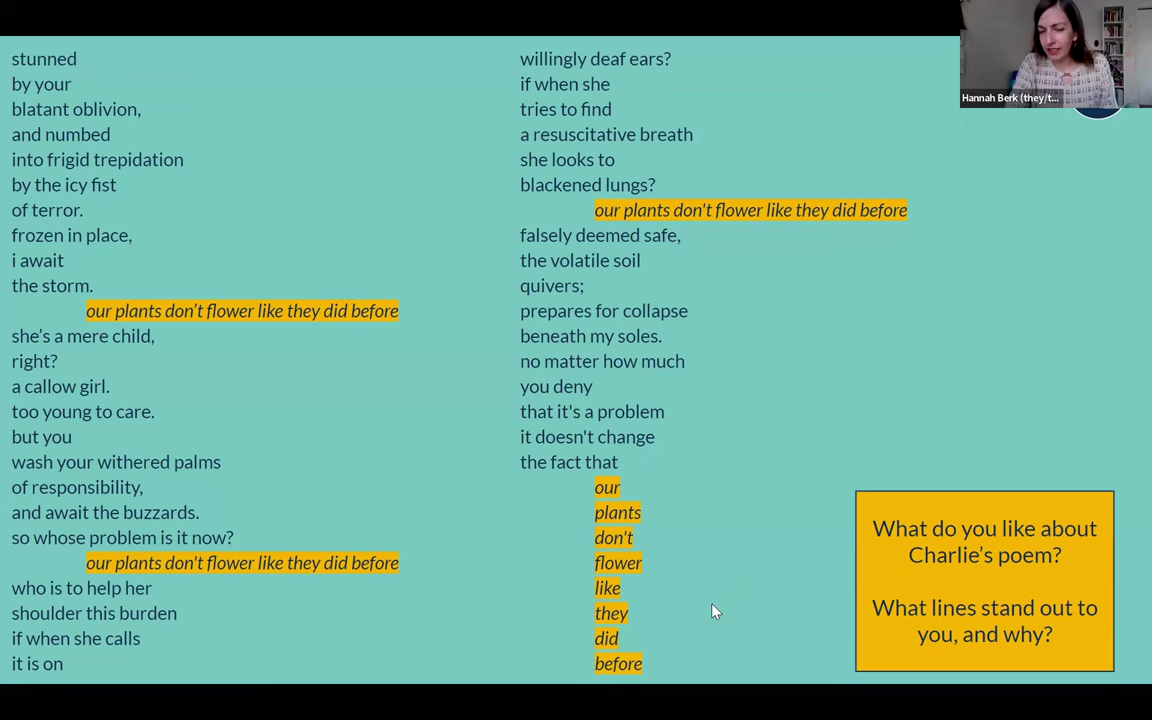 stunned
by your
blatant oblivion,
and numbed
into frigid trepidation
by the icy fist
of terror.
frozen in place,
i await
the storm.
our plants don’t flower like they did before
she’s a mere child,
right?
a callow girl.
too young to care.
but you
wash your withered palms
of responsibility,
and await the buzzards.
so whose problem is it now?
our plants don't flower like they did before
who is to help her
shoulder this burden
if when she calls
it is on
willingly deaf ears?
if when she
tries to find
a resuscitative breath
she looks to
blackened lungs?
our plants don't flower like they did before
falsely deemed safe,
the volatile soil
quivers;
prepares for collapse
beneath my soles.
no matter how much
you deny
that it's a problem
it doesn't change
the fact that
our
plants
don't
flower
like
they
did
before
What do you like about
Charlie’s poem?
What lines stand out to
you, and why?
Hannah Berk (they/t...